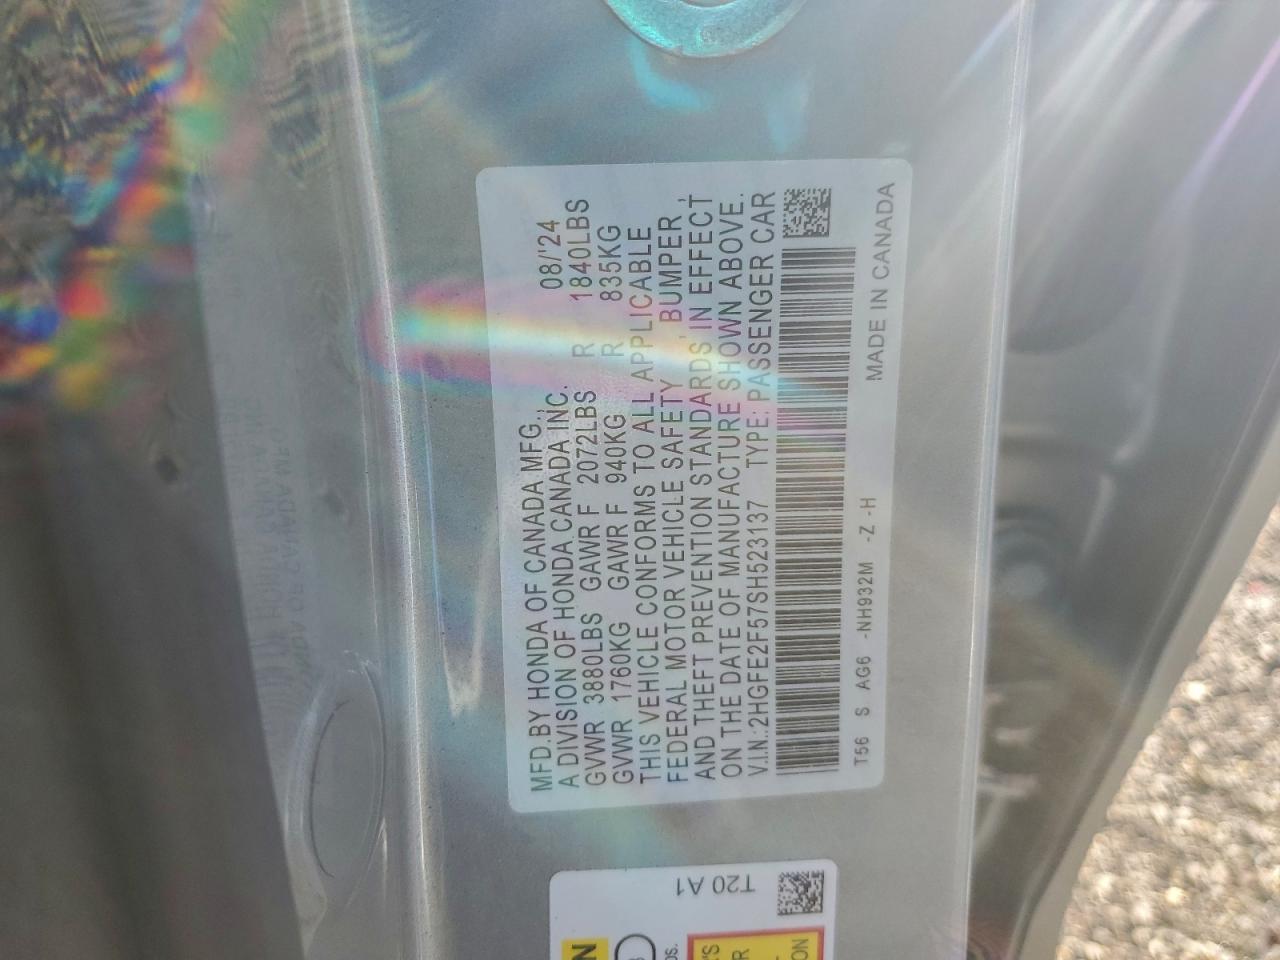 MFD.BY HONDA OF CANADA MFG.,
A DIVISION OF HONDA CANADA INC. 08/'24
GVWR 3880LBS GAWR F 2072LBS R 1840LBS
GVWR 1760KG GAWR F 940KG R 835KG
THIS VEHICLE CONFORMS TO ALL APPLICABLE
FEDERAL MOTOR VEHICLE SAFETY , BUMPER ,
AND THEFT PREVENTION STANDARDS IN EFFECT
ON THE DATE OF MANUFACTURE SHOWN ABOVE.
V.I.N.:2HGFE2F57SH523137 TYPE: PASSENGER CAR
T56 S AG6 -NH932M -Z -H MADE IN CANADA
T20 A1